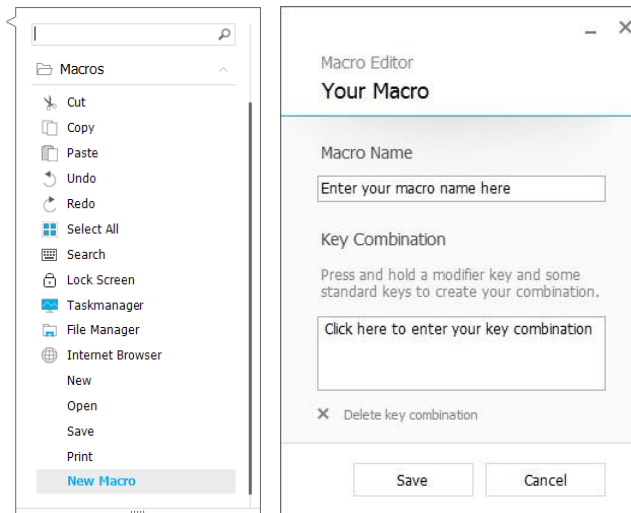 Macros
Cut
Copy
Paste
Undo
Redo
Select All
Search
Lock Screen
Taskmanager
File Manager
Internet Browser
New
Open
Save
Print
New Macro
Macro Editor
Your Macro
Macro Name
Enter your macro name here
Key Combination
Press and hold a modifier key and some
standard keys to create your combination.
Click here to enter your key combination
Delete key combination
Save
Cancel